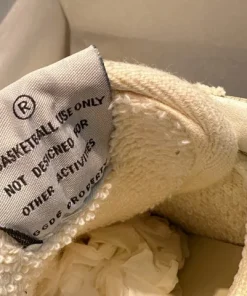 ®
BASKETBALL USE ONLY
NOT DESIGNED FOR
OTHER ACTIVITIES